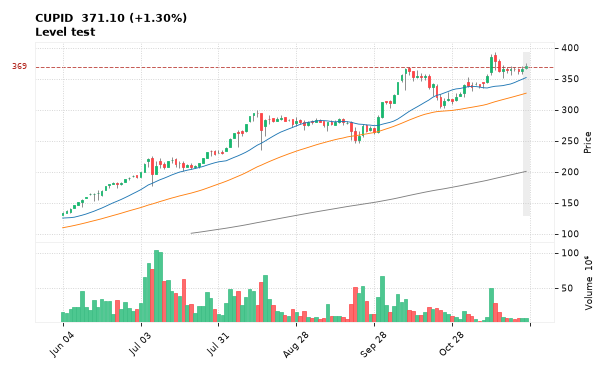 CUPID 371.10 (+1.30%)
Level test
369
400
350
300
250
200
150
100
Price
100
50
Volume 10⁶
Jun 04
Jul 03
Jul 31
Aug 28
Sep 28
Oct 28